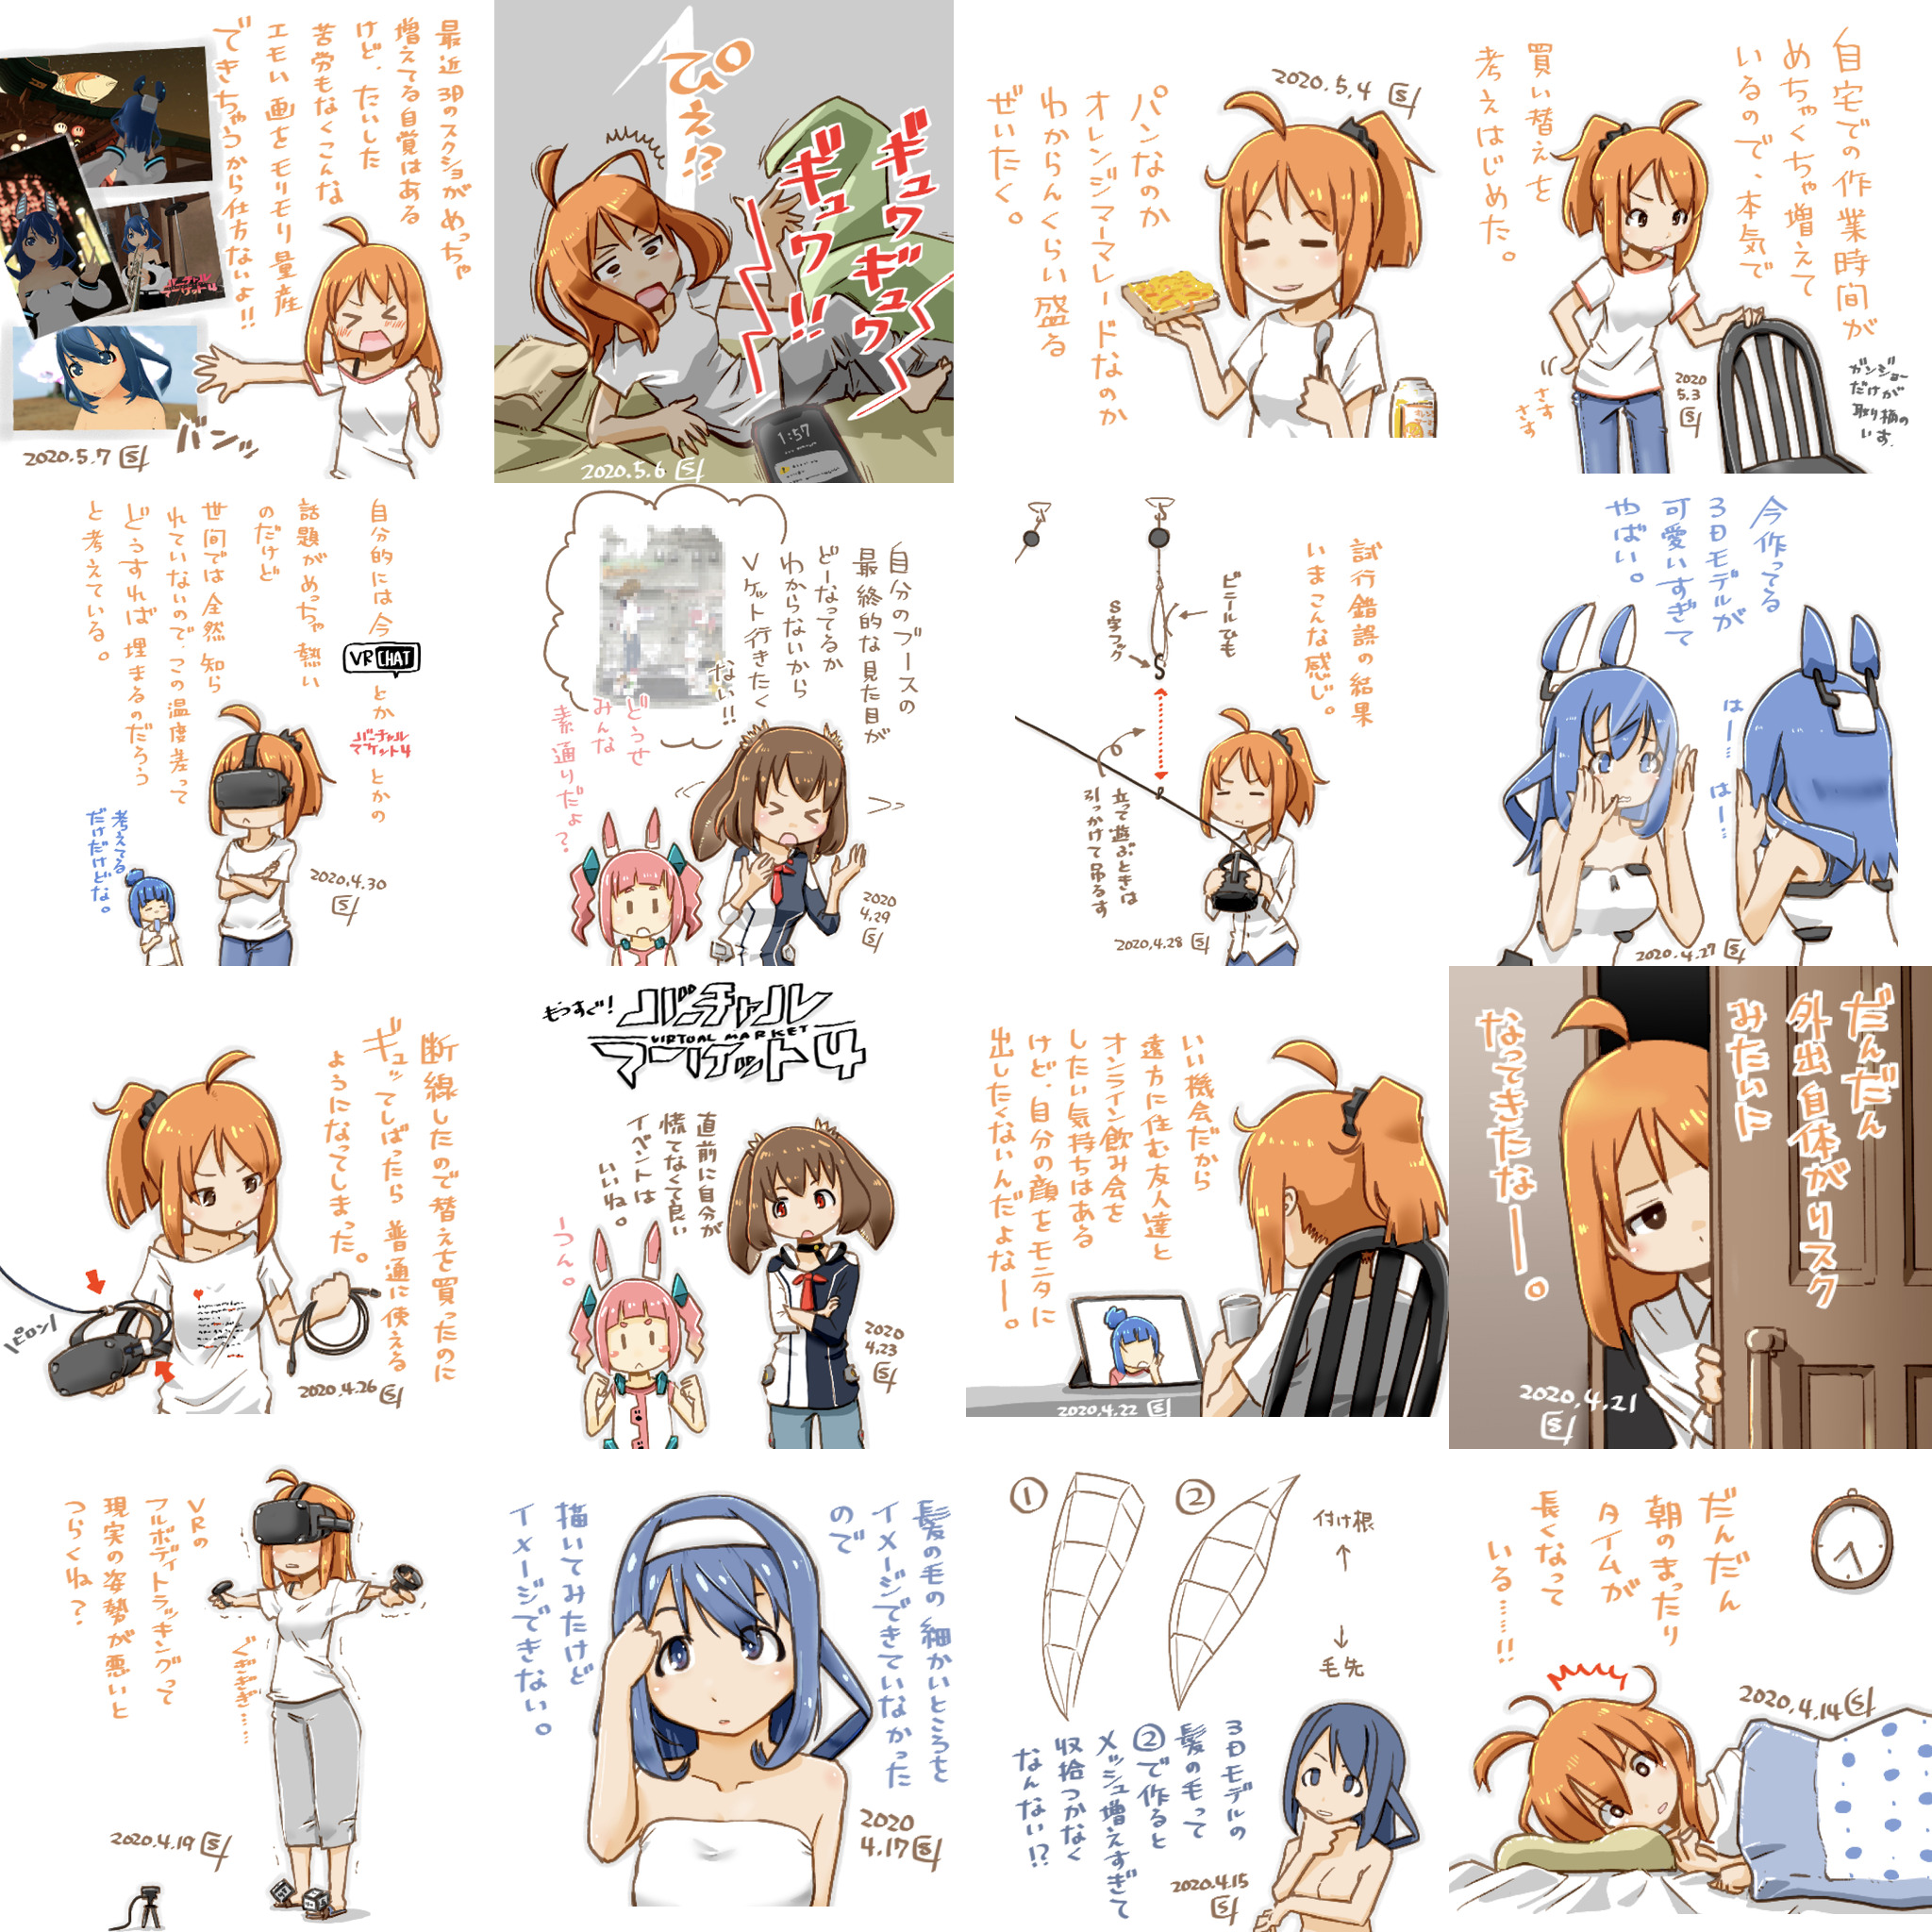 最近3Dのスクショがめっちゃ
増えてる自覚はある
けど、たいした
苦労もなくこんな
エモい画をモリモリ量産
できちゃうから仕方ないよ!!
バーチャル
マーケット4
バンッ
2020.5.7
ぴぇ!?
ギュワギュワ
ギュワ!!
1:57
2020.5.6
2020.5.4
パンなのか
オレンジマーマレードなのか
わからんくらい盛る
ぜいたく。
自宅での作業時間が
めちゃくちゃ増えて
いるので、本気で
買い替えを
考えはじめた。
ガンジョー
だけが
取り柄の
いす。
さす
さす
2020
5.3
自分的には今
VRCHAT
とか
バーチャル
マーケット4
とかの
話題がめっちゃ熱い
のだけど
世間では全然知ら
れていないので、この温度差って
どうすれば埋まるのだろう
と考えている。
考えてる
だけだけどな。
2020.4.30
自分のブースの
最終的な見た目が
どーなってるか
わからないから
Vケット行きたく
ない!!
どうせ
みんな
素通りだよ?
2020
4.29
試行錯誤の結果
いまこんな感じ。
ビニールひも
S字フック
立って遊ぶときは
引っかけて吊るす
2020.4.28
今作ってる
3Dモデルが
可愛いすぎて
やばい。
はー…
はー…
2020.4.27
断線したので替えを買ったのに
ギュッてしばったら普通に使える
ようになってしまった。
ピロン♪
2020.4.26
もうすぐ!
バーチャル
VIRTUAL MARKET
マーケット4
直前に自分が
慌てなくて良い
イベントは
いいね。
ーつん。
2020
4.23
いい機会だから
遠方に住む友人達と
オンライン飲み会を
したい気持ちはある
けど、自分の顔をモニタに
出したくないんだよなー。
2020.4.22
だんだん
外出自体がリスク
みたいに
なってきたなー。
2020.4.21
VRの
フルボディトラッキングって
現実の姿勢が悪いと
つらくね?
ぐぎぎぎ……
2020.4.19
髪の毛の細かいところを
イメージできていなかった
ので
描いてみたけど
イメージできない。
2020
4.17
①
②
付け根
毛先
3Dモデルの
髪の毛って
②で作ると
メッシュ増えすぎて
収拾つかなく
なんない!?
2020.4.15
だんだん
朝のまったり
タイムが
長くなって
いる……!!
2020.4.14